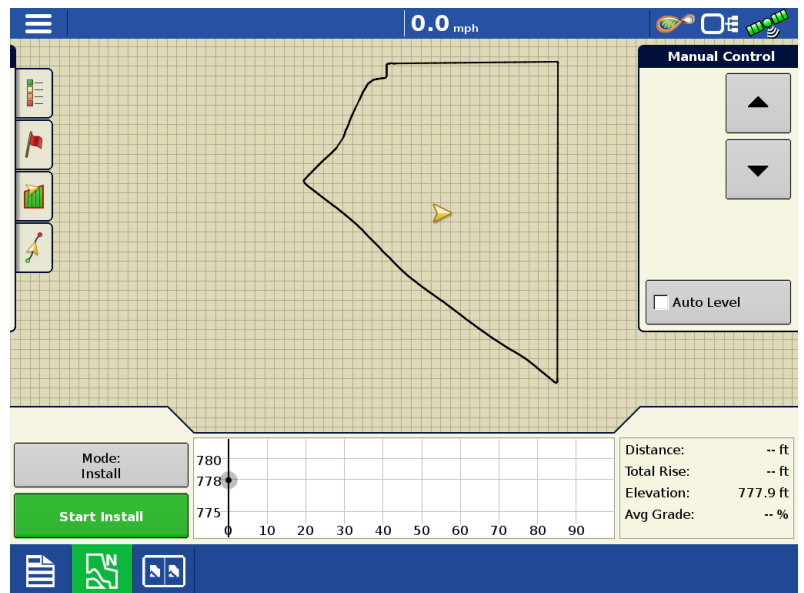 0.0 mph
Manual Control
Auto Level
Mode:
Install
Start Install
780
778
775
0 10 20 30 40 50 60 70 80 90
Distance: -- ft
Total Rise: -- ft
Elevation: 777.9 ft
Avg Grade: -- %
N